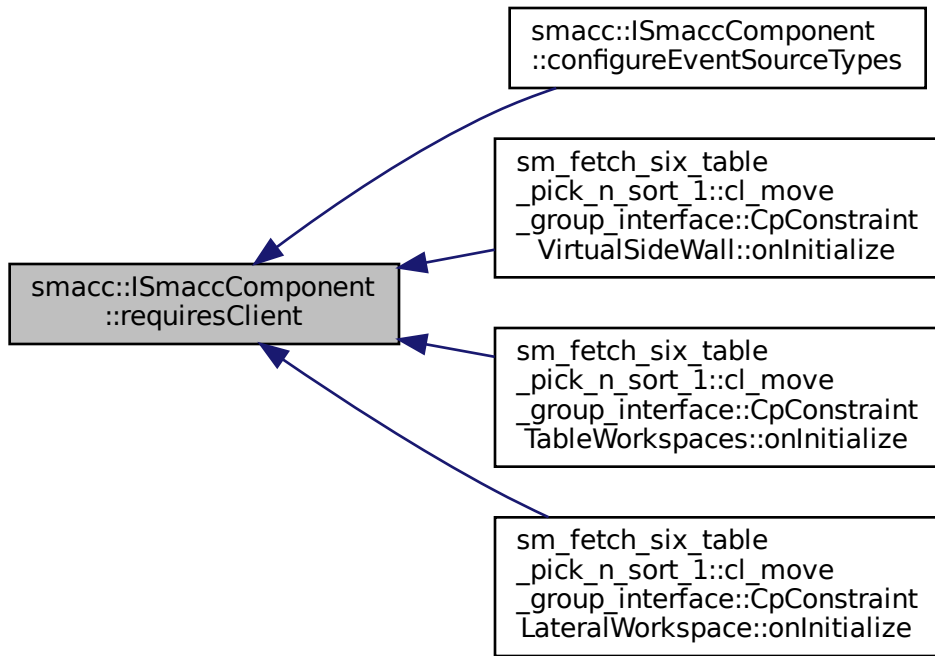 smacc::ISmaccComponent
::requiresClient
smacc::ISmaccComponent
::configureEventSourceTypes
sm_fetch_six_table
_pick_n_sort_1::cl_move
_group_interface::CpConstraint
VirtualSideWall::onInitialize
sm_fetch_six_table
_pick_n_sort_1::cl_move
_group_interface::CpConstraint
TableWorkspaces::onInitialize
sm_fetch_six_table
_pick_n_sort_1::cl_move
_group_interface::CpConstraint
LateralWorkspace::onInitialize